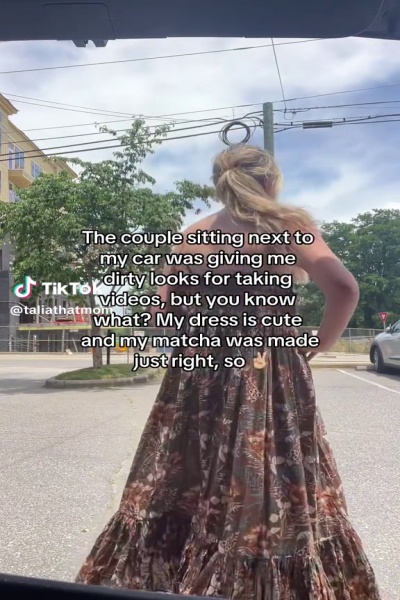 The couple sitting next to
my car was giving me
dirty looks for taking
videos, but you know
what? My dress is cute
and my matcha was made
just right, so ✌🏼
TikTok
@taliathatmom